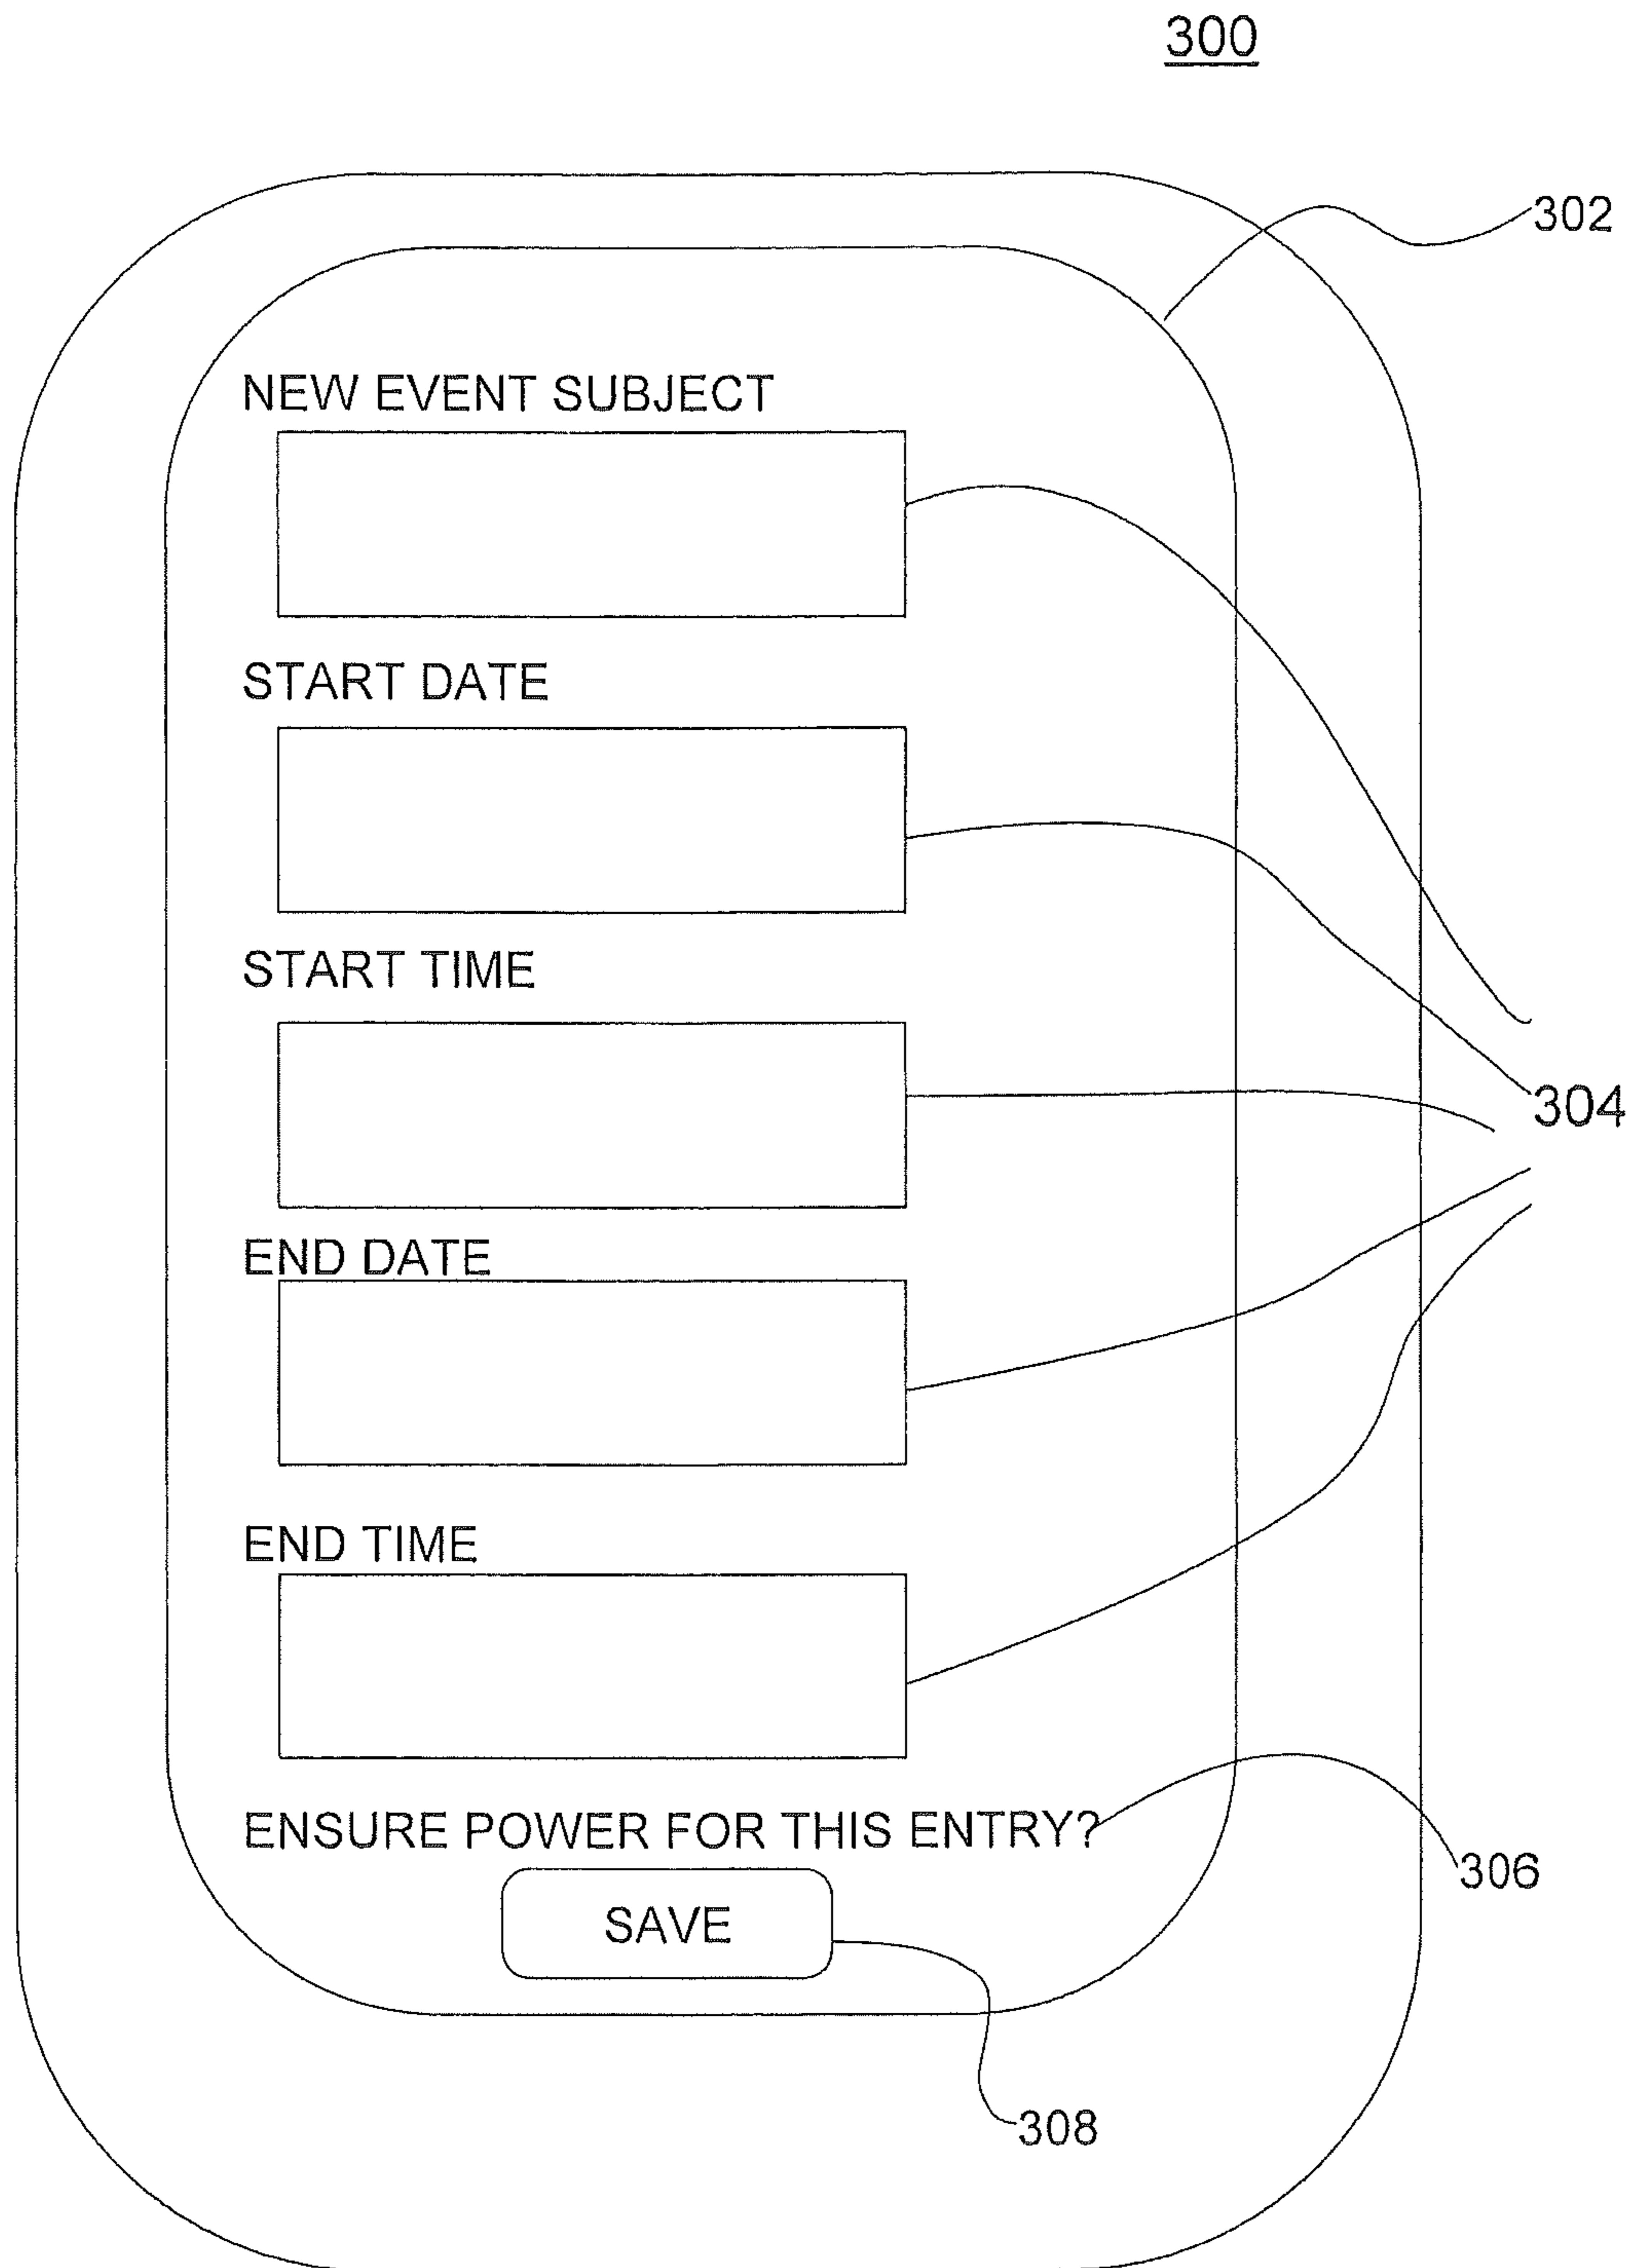 300
302
NEW EVENT SUBJECT
START DATE
START TIME
304
END DATE
END TIME
ENSURE POWER FOR THIS ENTRY?
306
SAVE
308